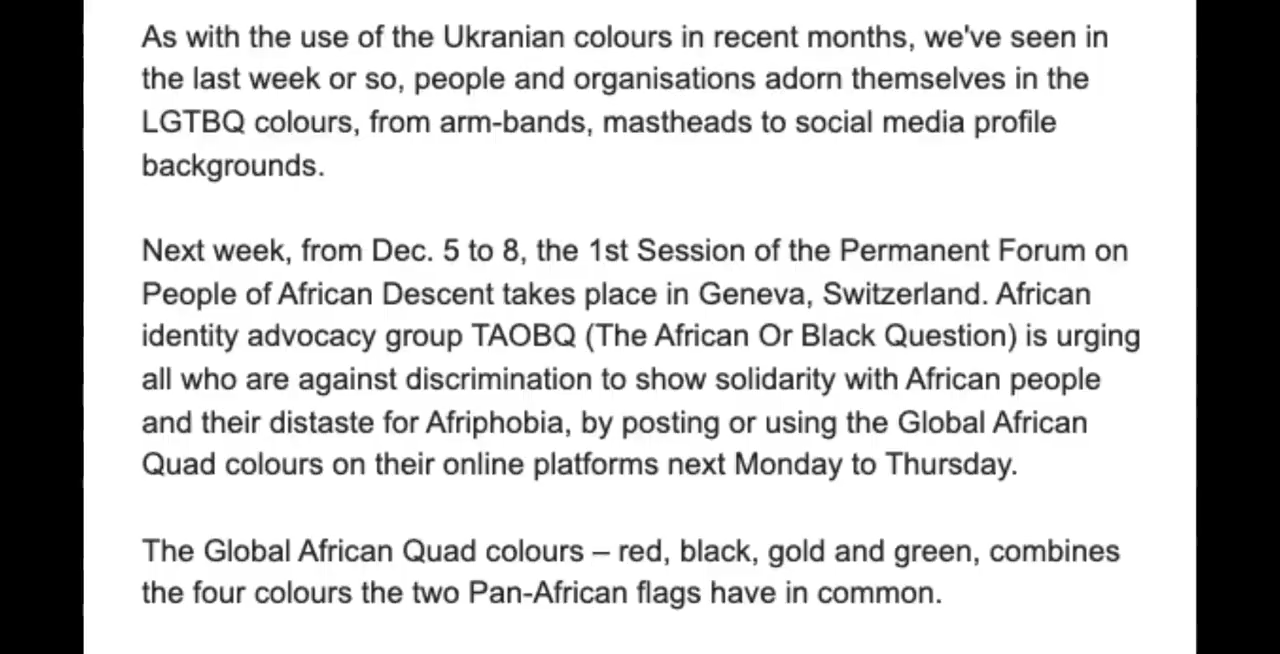 As with the use of the Ukranian colours in recent months, we've seen in
the last week or so, people and organisations adorn themselves in the
LGTBQ colours, from arm-bands, mastheads to social media profile
backgrounds.
Next week, from Dec. 5 to 8, the 1st Session of the Permanent Forum on
People of African Descent takes place in Geneva, Switzerland. African
identity advocacy group TAOBQ (The African Or Black Question) is urging
all who are against discrimination to show solidarity with African people
and their distaste for Afriphobia, by posting or using the Global African
Quad colours on their online platforms next Monday to Thursday.
The Global African Quad colours – red, black, gold and green, combines
the four colours the two Pan-African flags have in common.